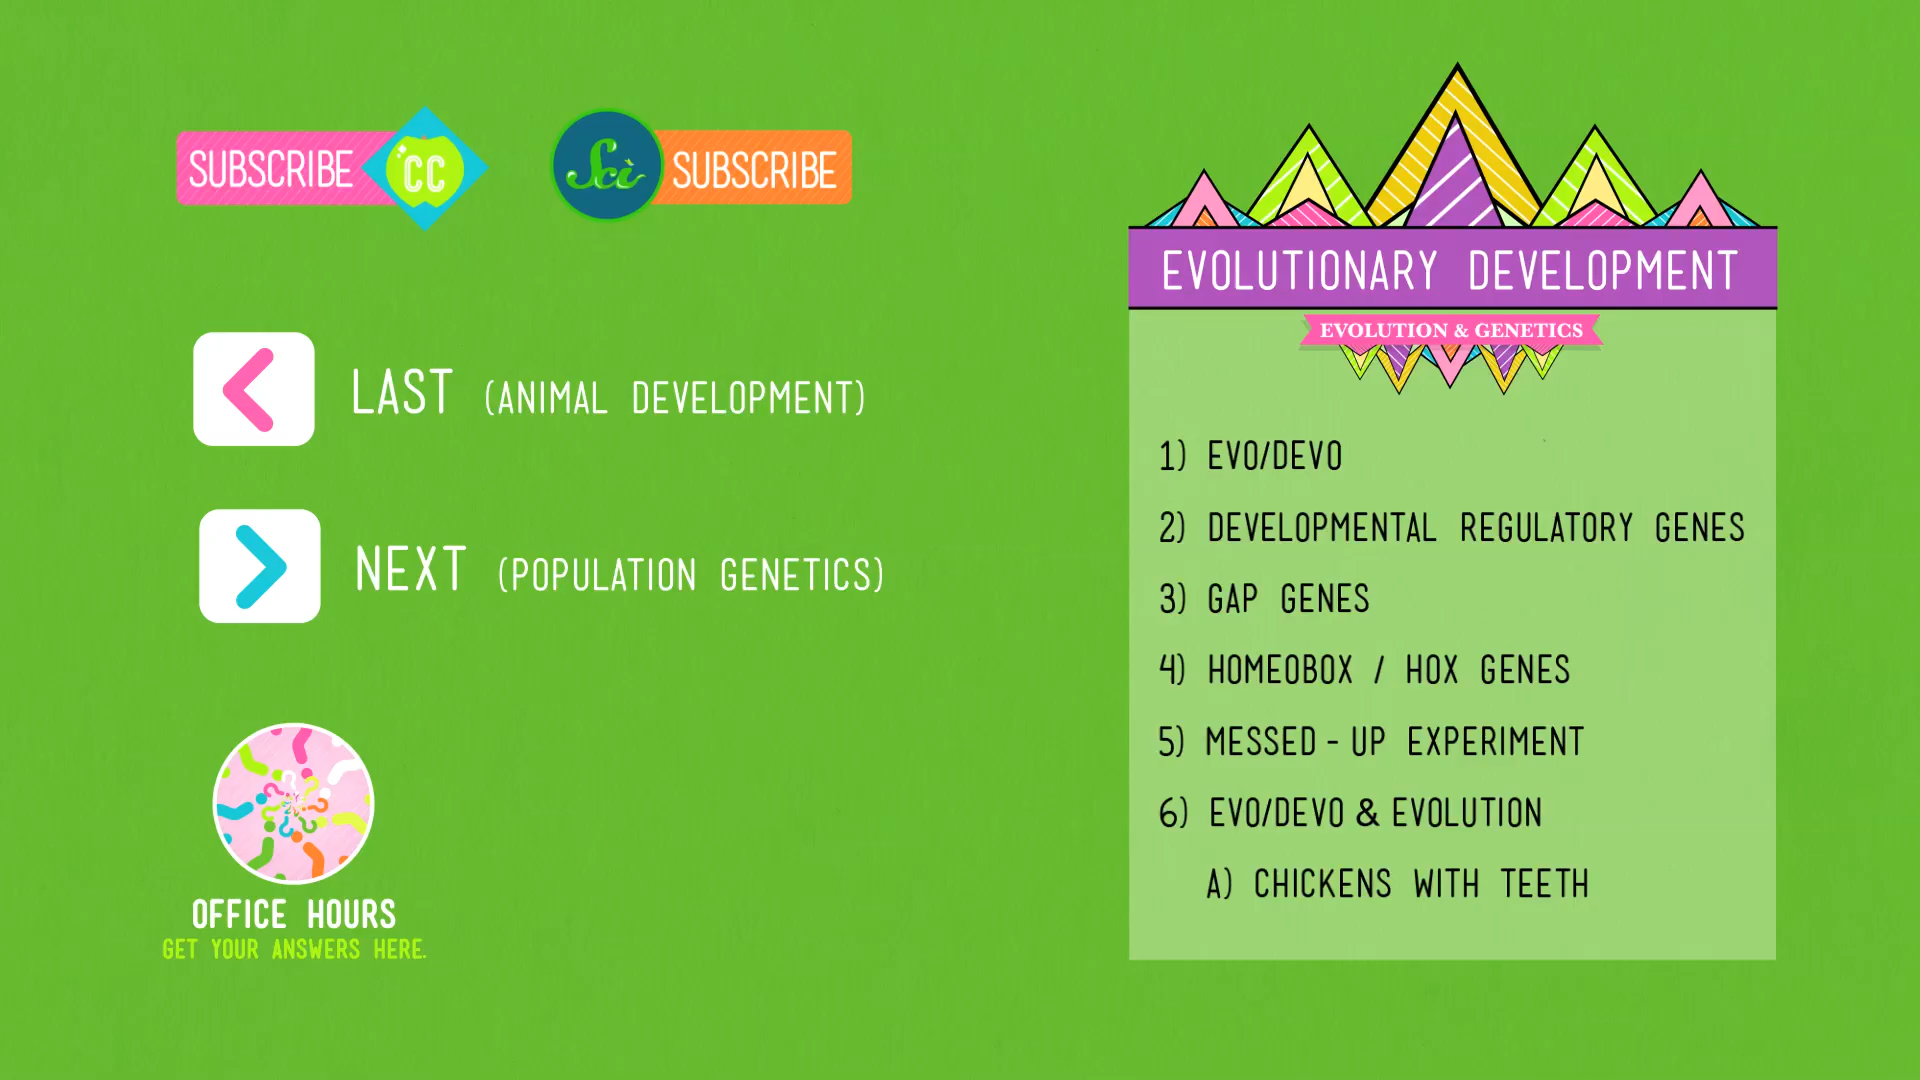 SUBSCRIBE CC
Sci SUBSCRIBE
LAST (ANIMAL DEVELOPMENT)
NEXT (POPULATION GENETICS)
OFFICE HOURS
GET YOUR ANSWERS HERE.
EVOLUTIONARY DEVELOPMENT
EVOLUTION & GENETICS
1) EVO/DEVO
2) DEVELOPMENTAL REGULATORY GENES
3) GAP GENES
4) HOMEOBOX / HOX GENES
5) MESSED-UP EXPERIMENT
6) EVO/DEVO & EVOLUTION
A) CHICKENS WITH TEETH